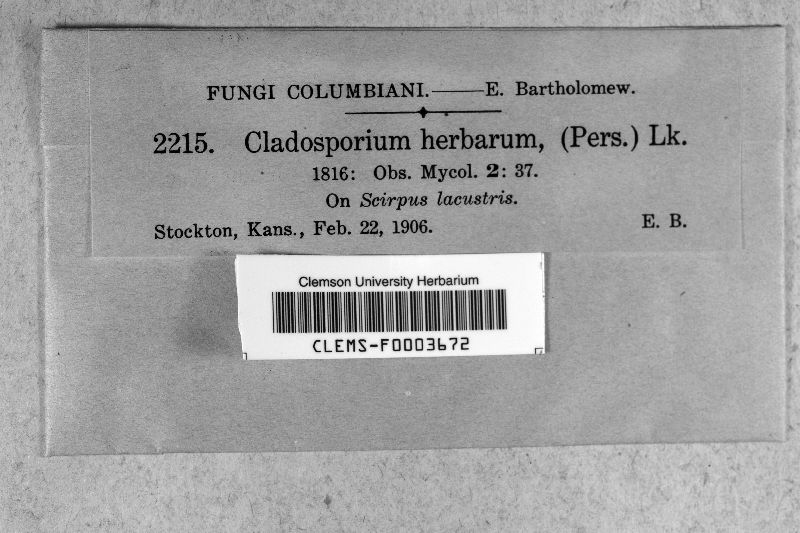 FUNGI COLUMBIANI.——E. Bartholomew.
2215. Cladosporium herbarum, (Pers.) Lk.
1816: Obs. Mycol. 2: 37.
On Scirpus lacustris.
Stockton, Kans., Feb. 22, 1906. E. B.
Clemson University Herbarium
CLEMS-F0003672